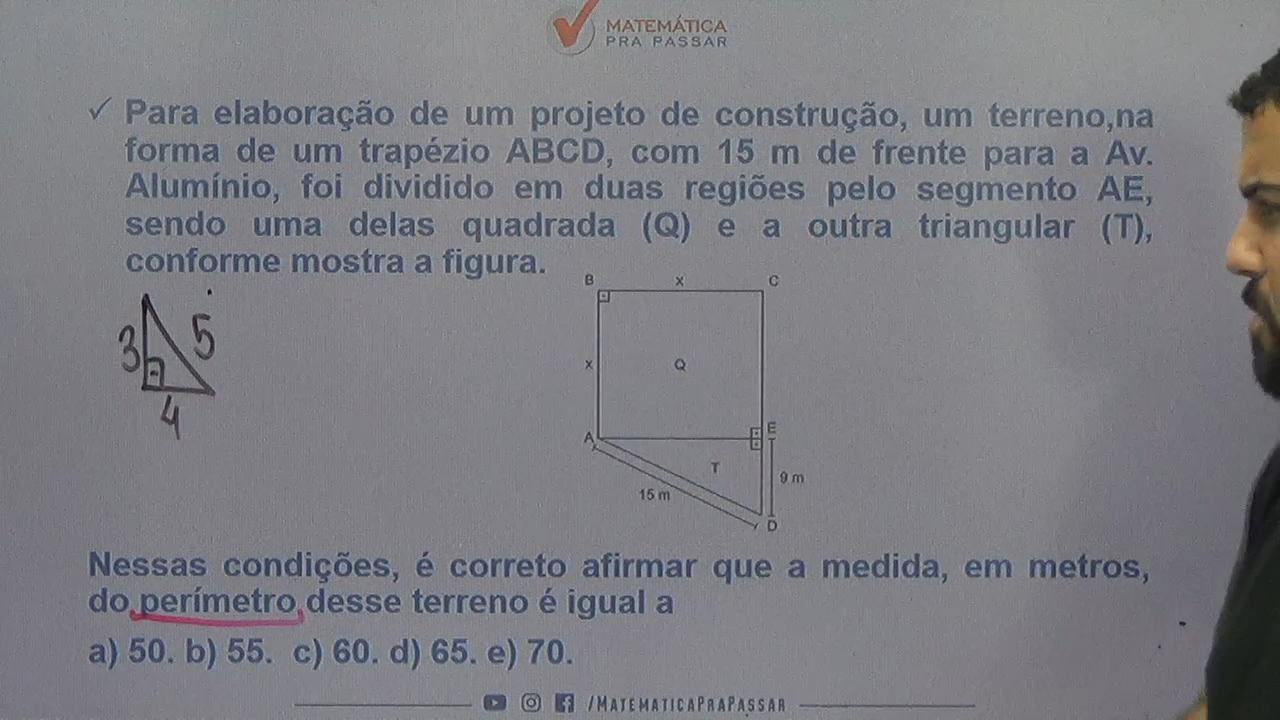 MATEMÁTICA
PRA PASSAR
✓ Para elaboração de um projeto de construção, um terreno,na
forma de um trapézio ABCD, com 15 m de frente para a Av.
Alumínio, foi dividido em duas regiões pelo segmento AE,
sendo uma delas quadrada (Q) e a outra triangular (T),
conforme mostra a figura.
B x C
3 5
x Q
4
A E
T
9 m
15 m
D
Nessas condições, é correto afirmar que a medida, em metros,
do perímetro desse terreno é igual a
a) 50. b) 55. c) 60. d) 65. e) 70.
/MATEMATICAPRAPASSAR